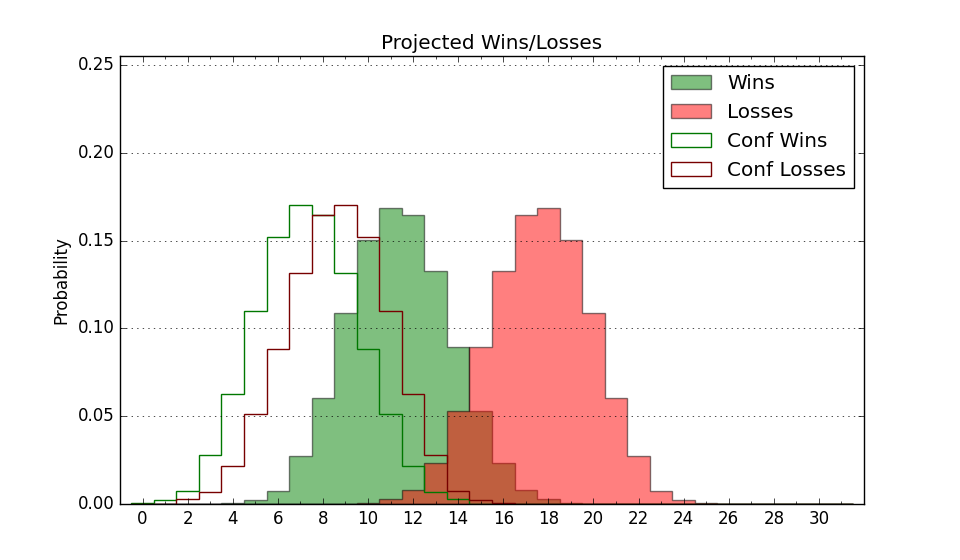 Projected Wins/Losses
0.25
0.20
0.15
0.10
0.05
0.00
Probability
Wins
Losses
Conf Wins
Conf Losses
0 2 4 6 8 10 12 14 16 18 20 22 24 26 28 30